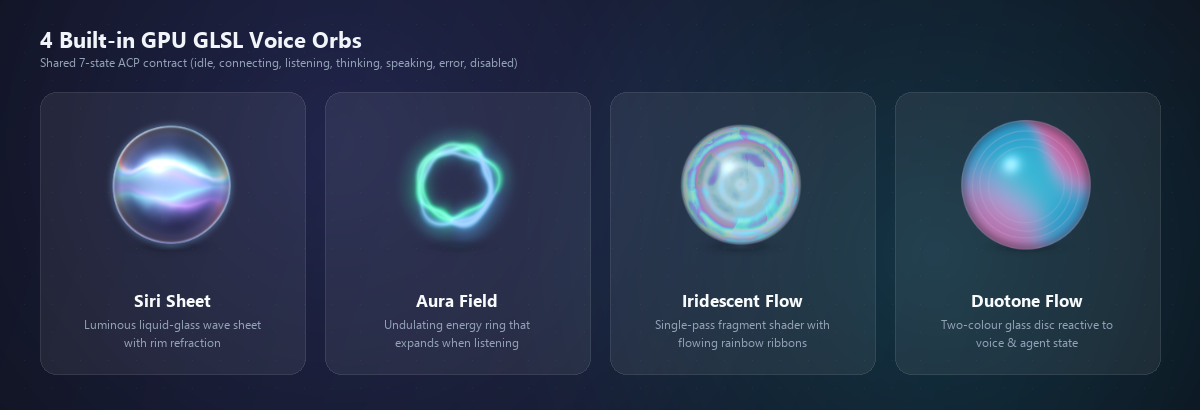 4 Built-in GPU GLSL Voice Orbs
Shared 7-state ACP contract (idle, connecting, listening, thinking, speaking, error, disabled)
Siri Sheet
Luminous liquid-glass wave sheet
with rim refraction
Aura Field
Undulating energy ring that
expands when listening
Iridescent Flow
Single-pass fragment shader with
flowing rainbow ribbons
Duotone Flow
Two-colour glass disc reactive to
voice & agent state